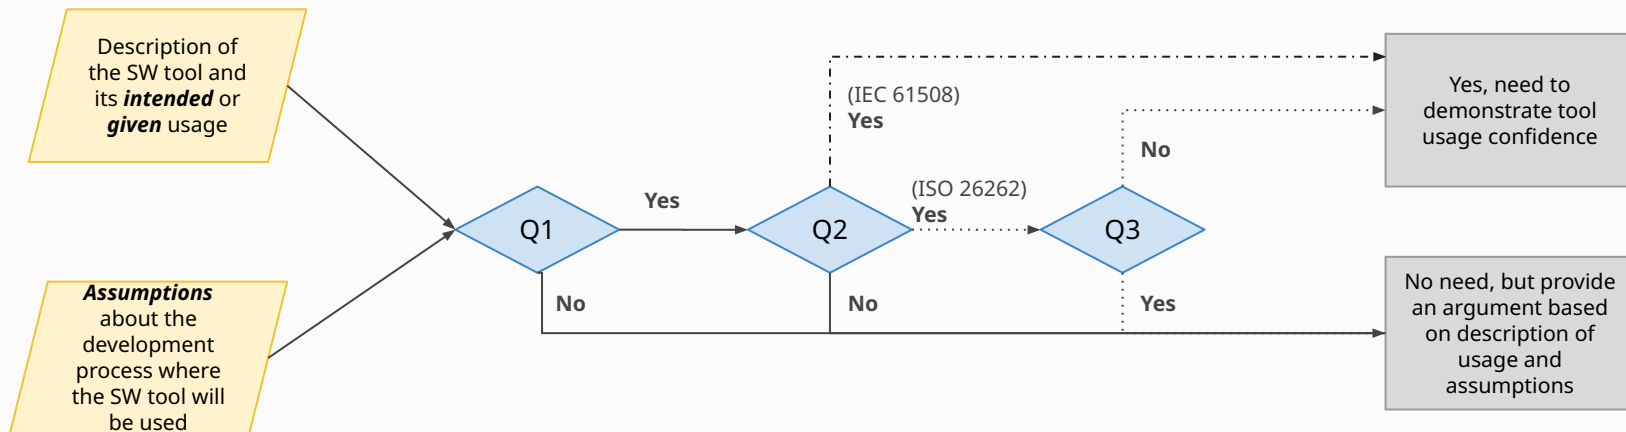 Description of
the SW tool and
its intended or
given usage
Assumptions
about the
development
process where
the SW tool will
be used
Q1
Yes
No
Q2
(IEC 61508)
Yes
(ISO 26262)
Yes
No
Q3
No
Yes
Yes, need to
demonstrate tool
usage confidence
No need, but provide
an argument based
on description of
usage and
assumptions